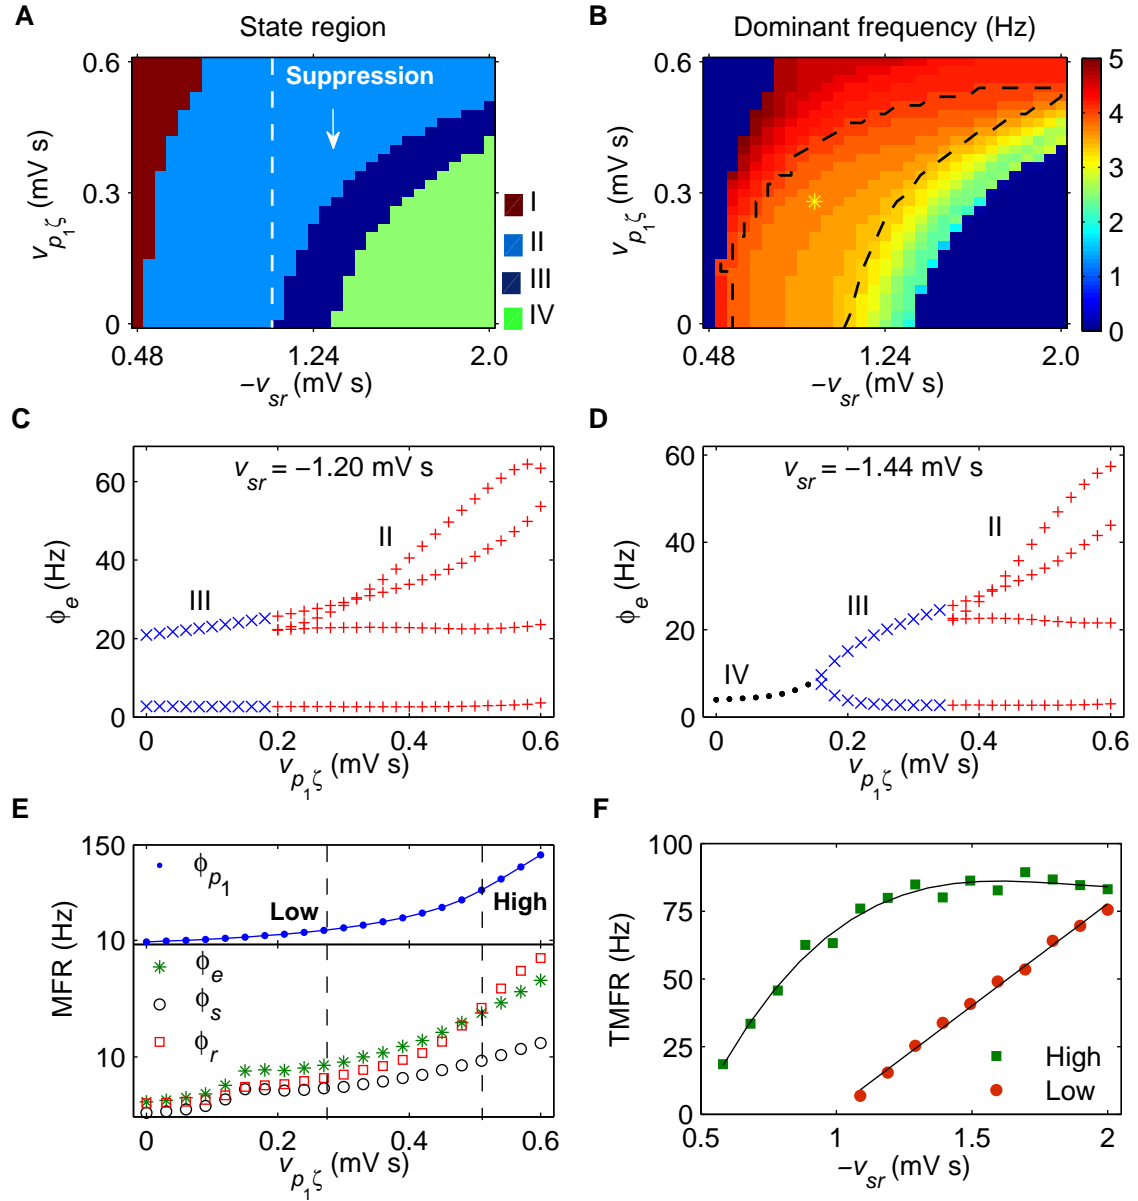 A
State region
0.6
0.3
0
v_{p_1ζ} (mV s)
Suppression
I
II
III
IV
0.48
1.24
2.0
−v_{sr} (mV s)
B
Dominant frequency (Hz)
0.6
0.3
0
v_{p_1ζ} (mV s)
*
5
4
3
2
1
0
0.48
1.24
2.0
−v_{sr} (mV s)
C
v_{sr} = −1.20 mV s
60
40
20
0
ϕ_e (Hz)
II
III
0
0.2
0.4
0.6
v_{p_1ζ} (mV s)
D
v_{sr} = −1.44 mV s
60
40
20
0
ϕ_e (Hz)
II
III
IV
0
0.2
0.4
0.6
v_{p_1ζ} (mV s)
E
150
10
10
MFR (Hz)
ϕ_{p_1}
Low
High
ϕ_e
ϕ_s
ϕ_r
0
0.2
0.4
0.6
v_{p_1ζ} (mV s)
F
100
75
50
25
0
TMFR (Hz)
High
Low
0.5
1
1.5
2
−v_{sr} (mV s)